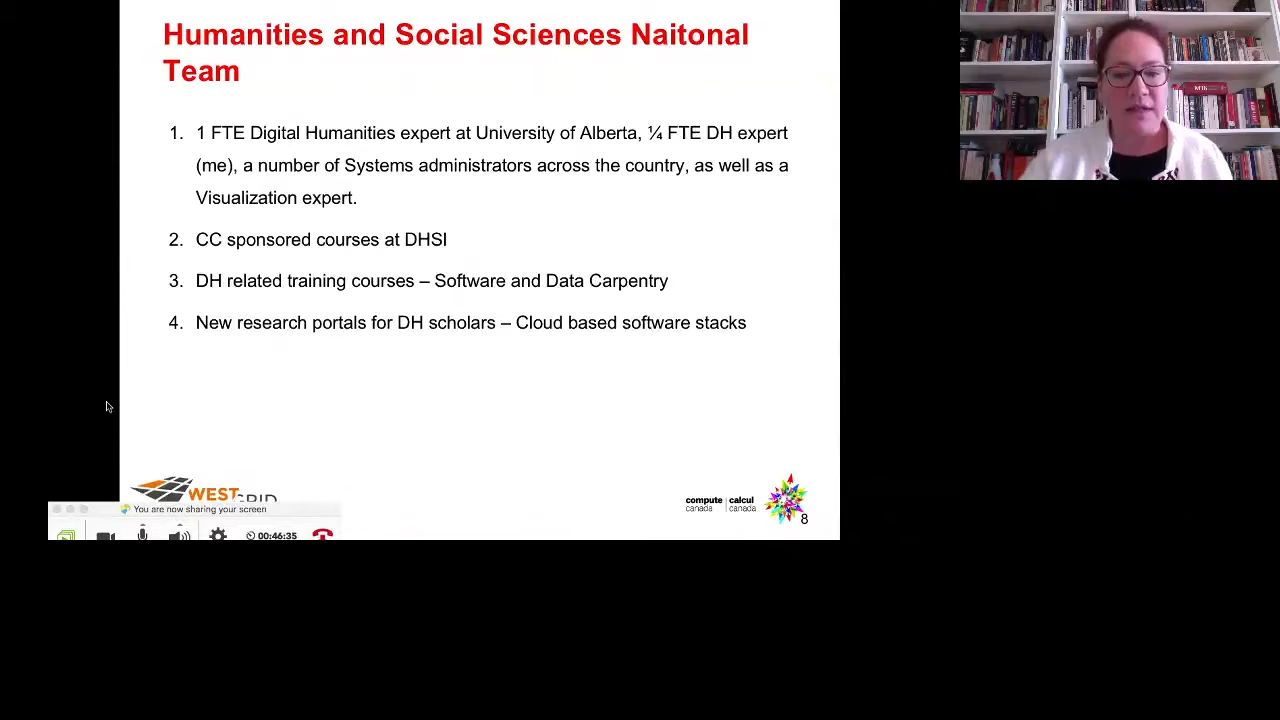 Humanities and Social Sciences Naitonal
Team
1. 1 FTE Digital Humanities expert at University of Alberta, ¼ FTE DH expert
(me), a number of Systems administrators across the country, as well as a
Visualization expert.
2. CC sponsored courses at DHSI
3. DH related training courses – Software and Data Carpentry
4. New research portals for DH scholars – Cloud based software stacks
WESTGRID
compute calcul
canada canada
8
You are now sharing your screen
00:46:35